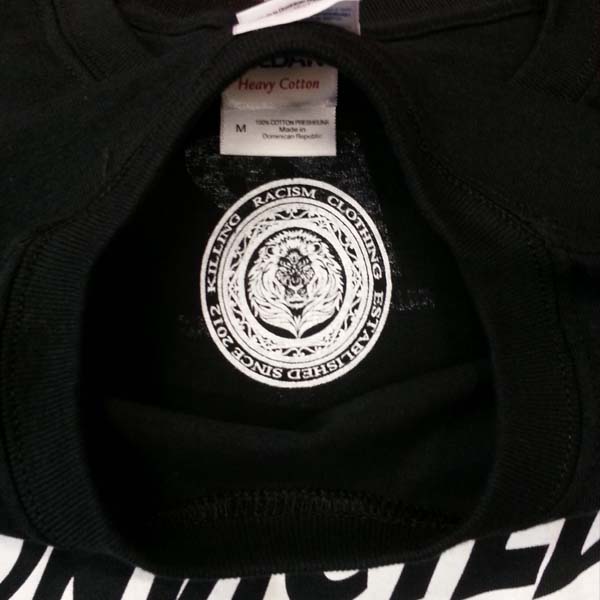 Heavy Cotton
M
100% COTTON PRESHRUNK
Made in
Dominican Republic
KILLING RACISM CLOTHING ESTABLISHED SINCE 2012